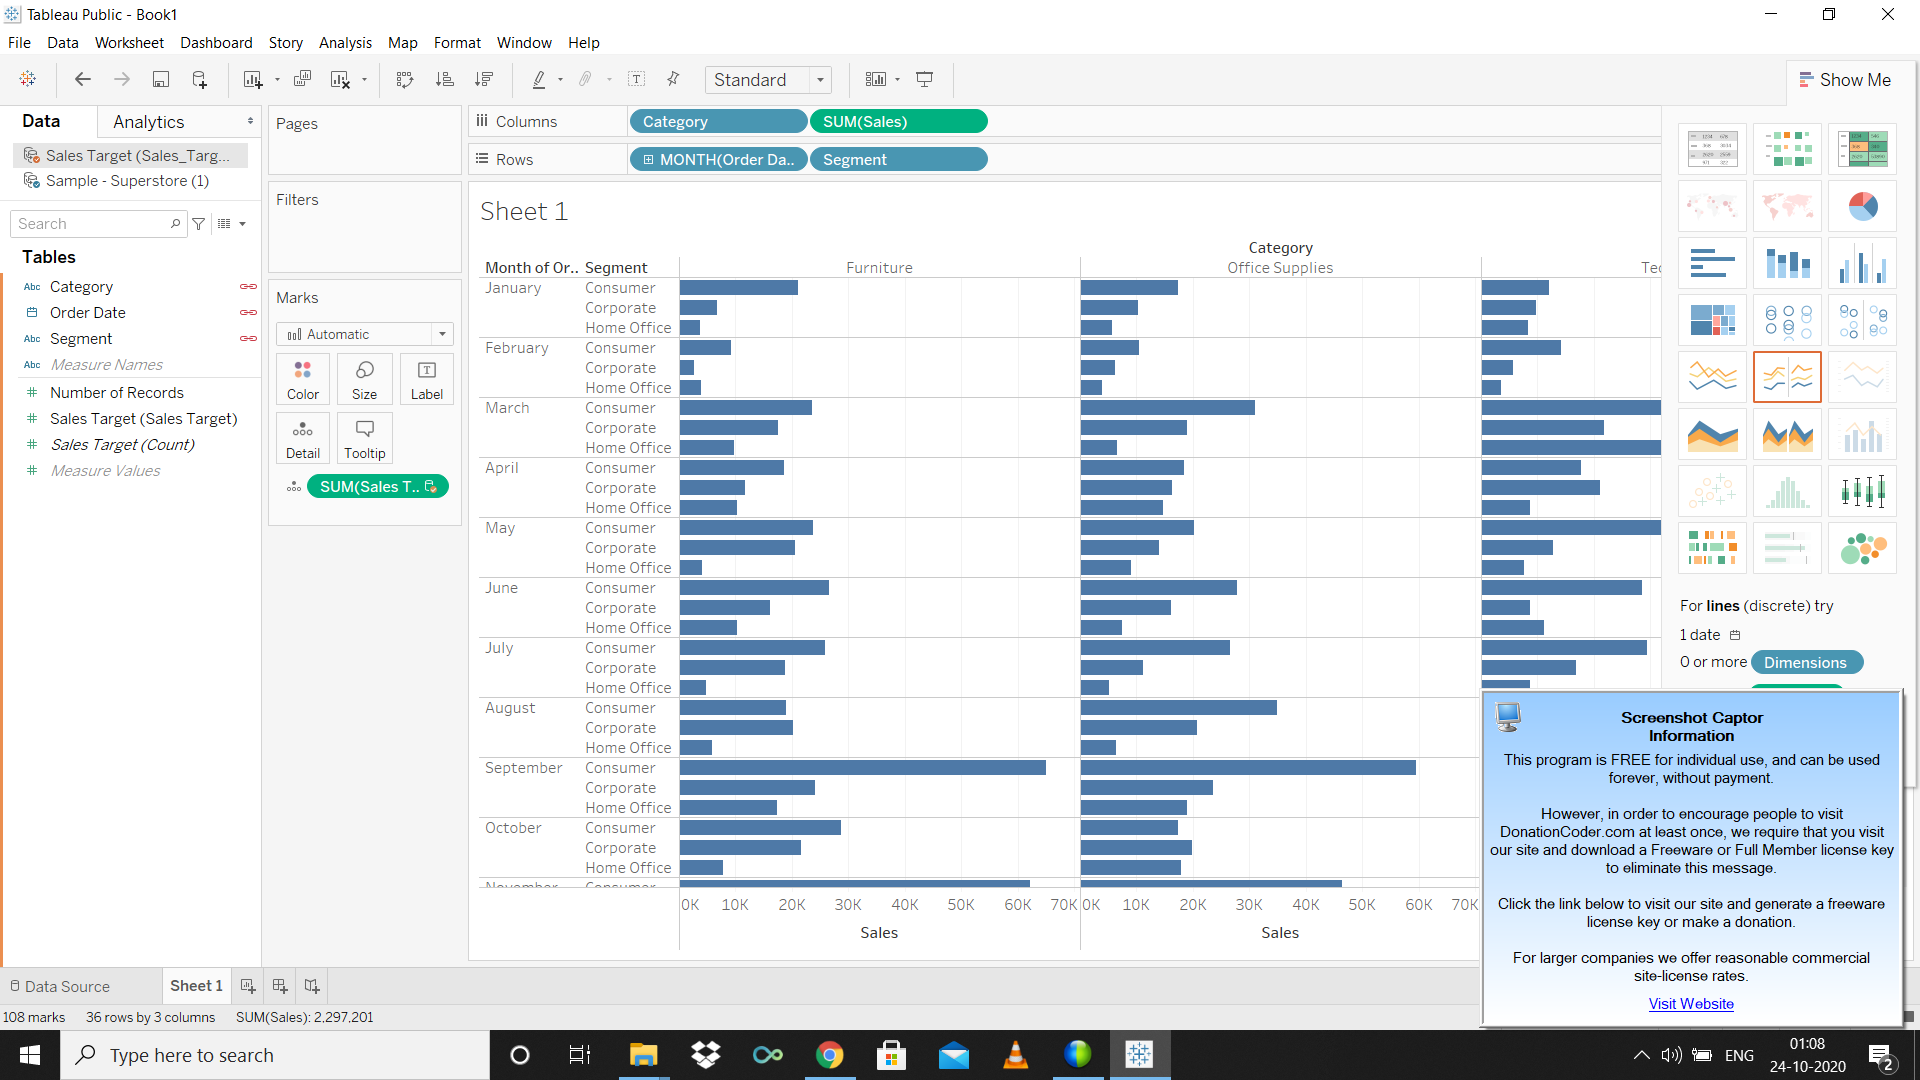 Tableau Public - Book1
File Data Worksheet Dashboard Story Analysis Map Format Window Help
Standard
Show Me
Data
Analytics
Sales Target (Sales_Targ...
Sample - Superstore (1)
Search
Tables
Abc Category
Order Date
Abc Segment
Abc Measure Names
# Number of Records
# Sales Target (Sales Target)
# Sales Target (Count)
# Measure Values
Pages
Filters
Marks
Automatic
Color Size Label
Detail Tooltip
SUM(Sales T..
Columns Category SUM(Sales)
Rows MONTH(Order Da.. Segment
Sheet 1
Category
Month of Or.. Segment Furniture Office Supplies Tec
January Consumer
Corporate
Home Office
February Consumer
Corporate
Home Office
March Consumer
Corporate
Home Office
April Consumer
Corporate
Home Office
May Consumer
Corporate
Home Office
June Consumer
Corporate
Home Office
July Consumer
Corporate
Home Office
August Consumer
Corporate
Home Office
September Consumer
Corporate
Home Office
October Consumer
Corporate
Home Office
November Consumer
0K 10K 20K 30K 40K 50K 60K 70K 0K 10K 20K 30K 40K 50K 60K 70K
Sales Sales
For lines (discrete) try
1 date
0 or more Dimensions
Screenshot Captor
Information
This program is FREE for individual use, and can be used
forever, without payment.
However, in order to encourage people to visit
DonationCoder.com at least once, we require that you visit
our site and download a Freeware or Full Member license key
to eliminate this message.
Click the link below to visit our site and generate a freeware
license key or make a donation.
For larger companies we offer reasonable commercial
site-license rates.
Visit Website
Data Source Sheet 1
108 marks 36 rows by 3 columns SUM(Sales): 2,297,201
Type here to search
ENG
01:08
24-10-2020
2